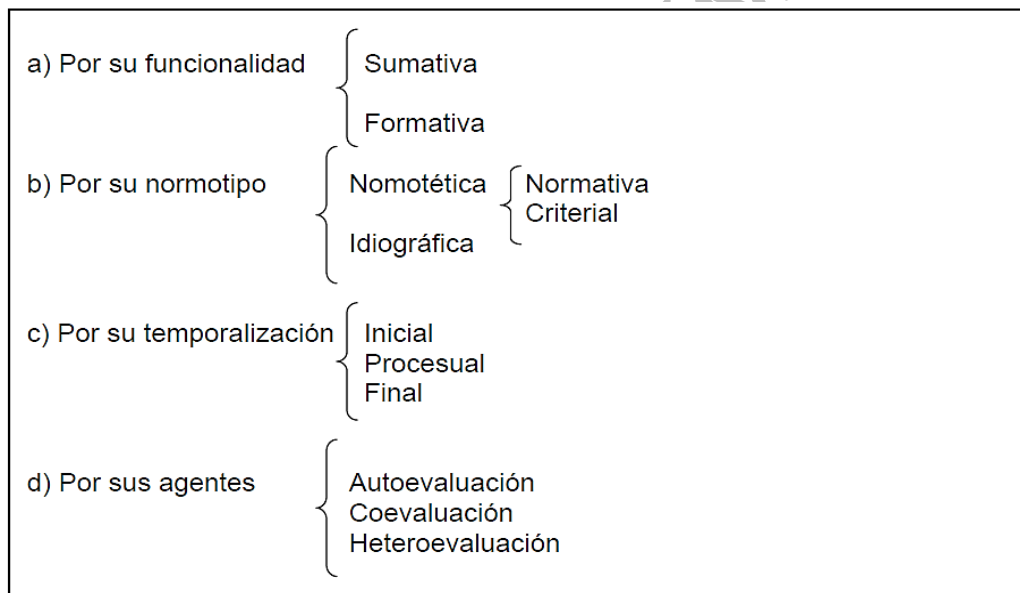 a) Por su funcionalidad Sumativa
Formativa
b) Por su normotipo Nomotética Normativa
Criterial
Idiográfica
c) Por su temporalización Inicial
Procesual
Final
d) Por sus agentes Autoevaluación
Coevaluación
Heteroevaluación